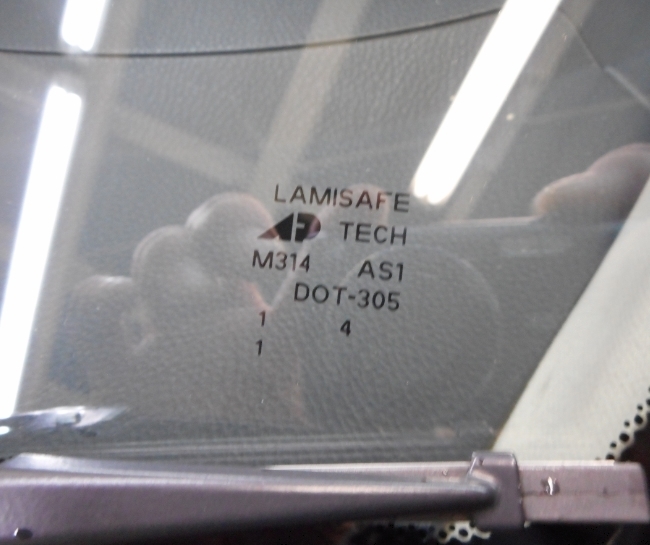 LAMISAFE
TECH
M314 AS1
DOT-305
1 4
1